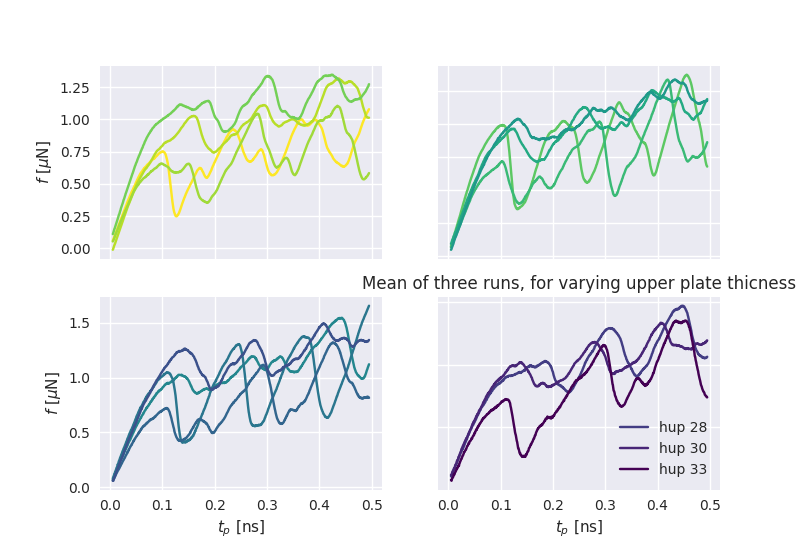 1.25
1.00
0.75
0.50
0.25
0.00
f [μN]
Mean of three runs, for varying upper plate thicness
1.5
1.0
0.5
0.0
f [μN]
hup 28
hup 30
hup 33
0.0 0.1 0.2 0.3 0.4 0.5
0.0 0.1 0.2 0.3 0.4 0.5
t_p [ns]
t_p [ns]